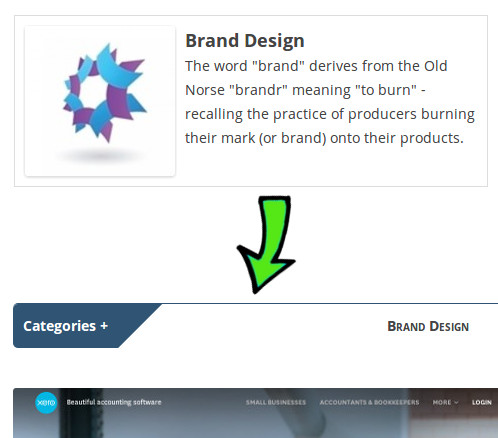 Brand Design
The word "brand" derives from the Old
Norse "brandr" meaning "to burn" -
recalling the practice of producers burning
their mark (or brand) onto their products.
Categories +
Brand Design
xero
Beautiful accounting software
SMALL BUSINESSES
ACCOUNTANTS & BOOKKEEPERS
MORE
LOGIN